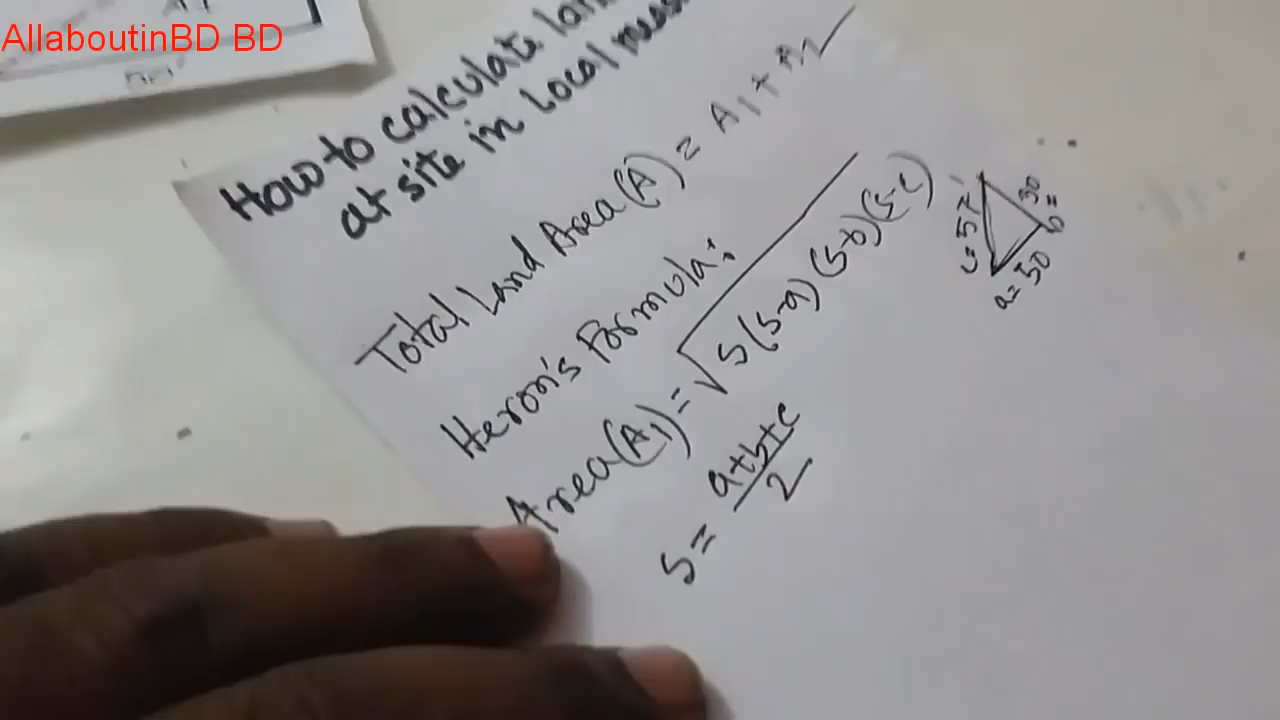 AllaboutinBD BD
How to calculate
at site in Local
Total Land Area(A) = A1 + A2
Heron's Formula:
Area(A1) = √s(s-a)(s-b)(s-c)
s = a+b+c
2
c=57'
30
b=
a=50